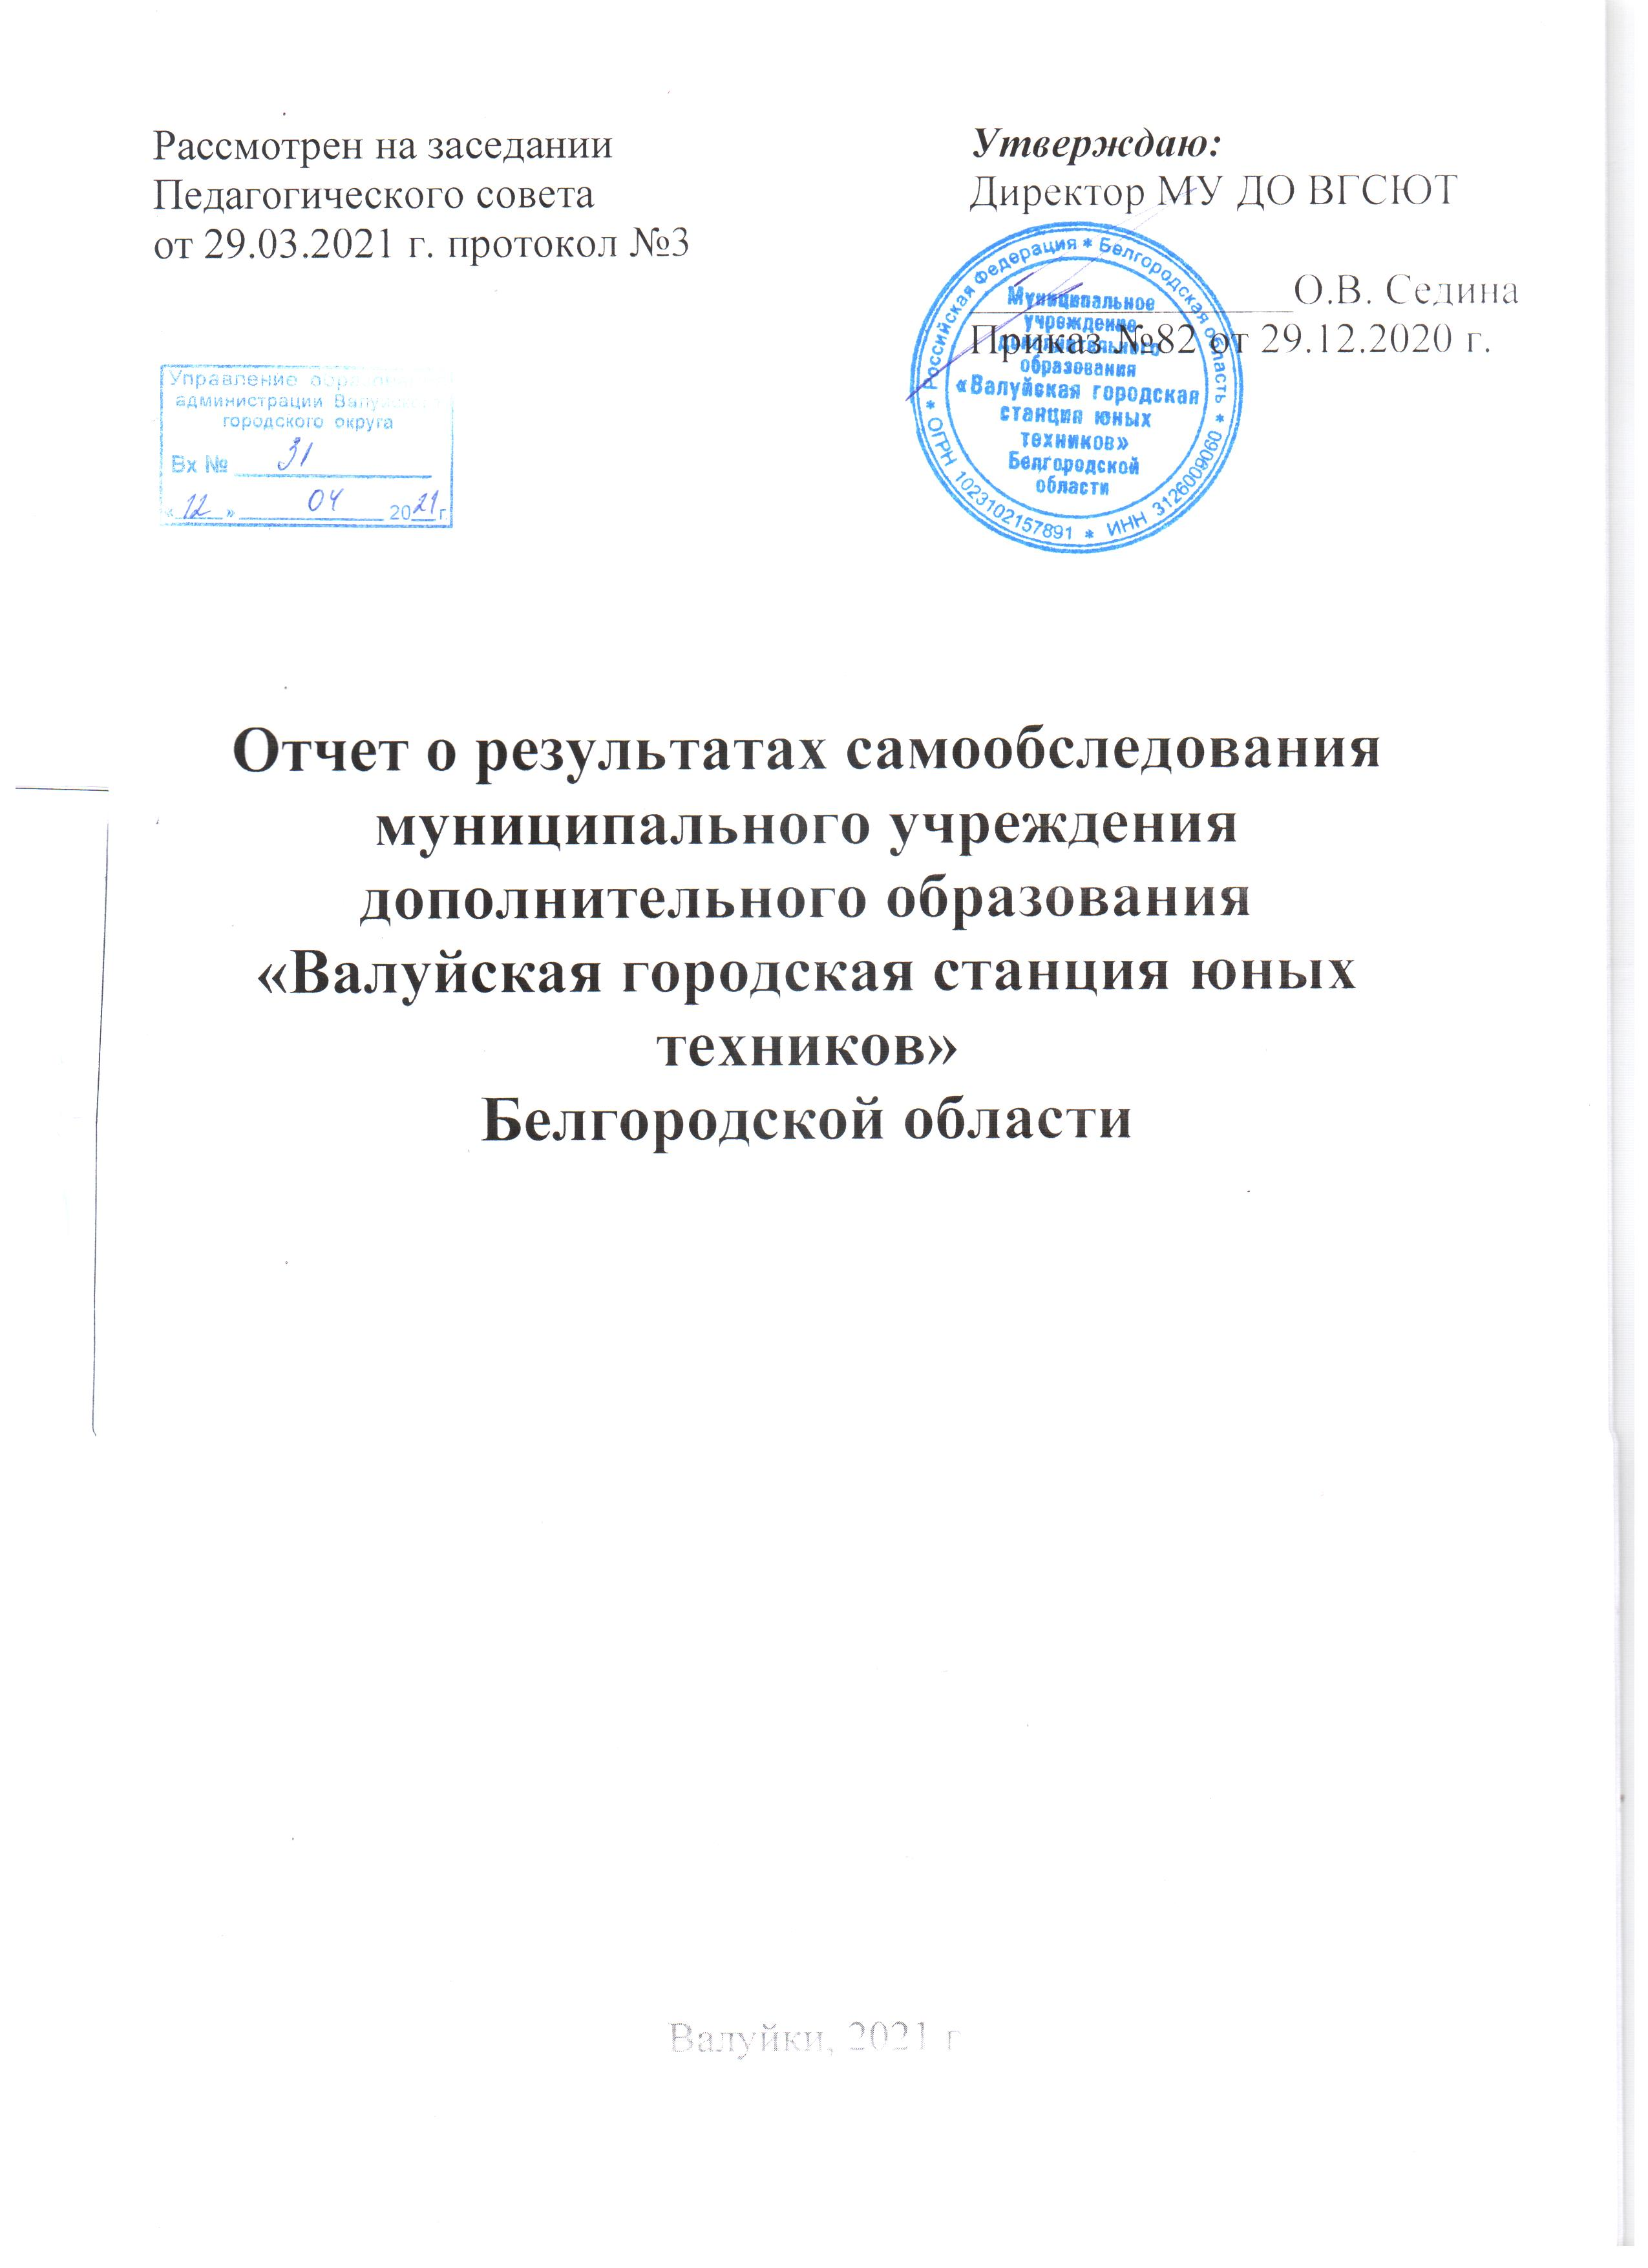 Рассмотрен на заседании
Педагогического совета
от 29.03.2021 г. протокол №3
Утверждаю:
Директор МУ ДО ВГСЮТ
О.В. Седина
Приказ №82 от 29.12.2020 г.
Российская Федерация * Белгородская область *
ОГРН 1023102157891 * ИНН 3126009060 *
Муниципальное
учреждение
дополнительного
образования
«Валуйская городская
станция юных
техников»
Белгородской
области
Управление
администрации
городского округа
Вх № 31
«12» 04 2021 г.
Отчет о результатах самообследования
муниципального учреждения
дополнительного образования
«Валуйская городская станция юных
техников»
Белгородской области
Валуйки, 2021 г